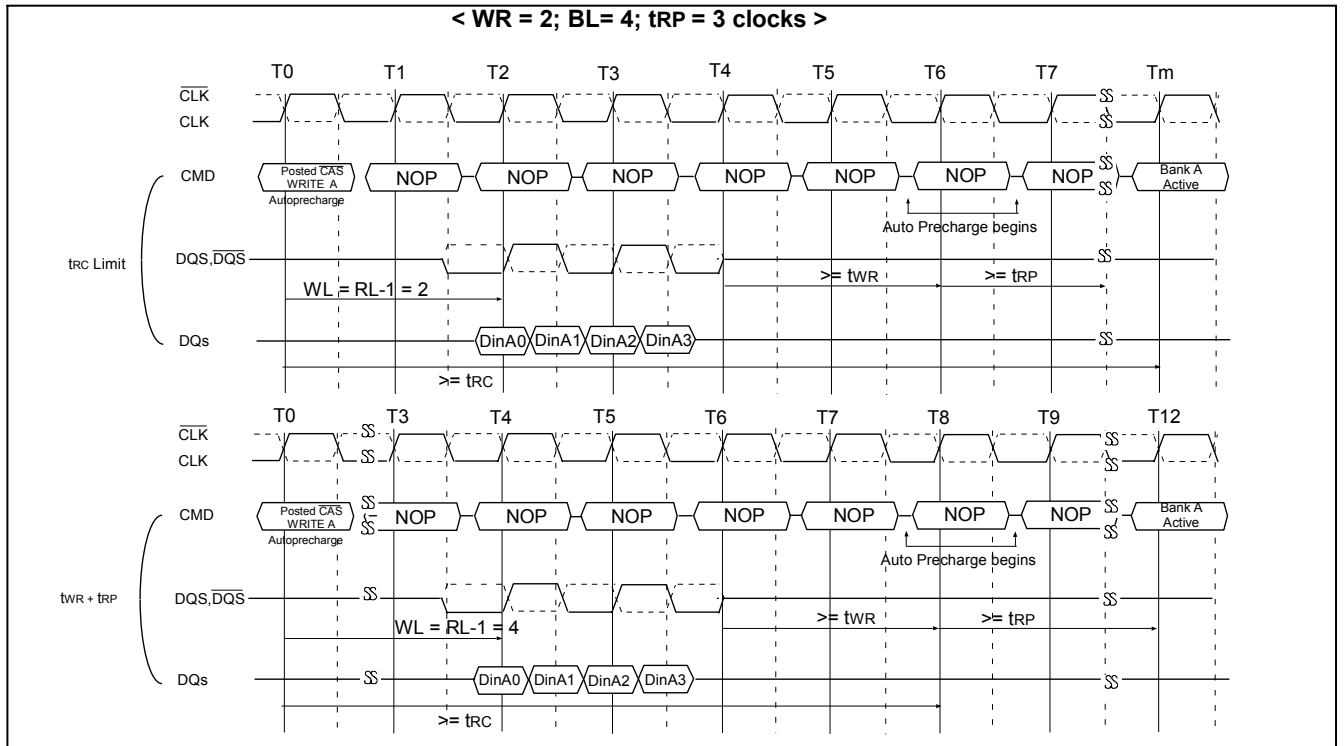 < WR = 2; BL= 4; tRP = 3 clocks >
T0 T1 T2 T3 T4 T5 T6 T7 Tm
CLK
CLK
CMD
Posted CAS
WRITE A
Autoprecharge
NOP NOP NOP NOP NOP NOP NOP
Bank A
Active
Auto Precharge begins
tRC Limit
DQS,DQS
>= tWR >= tRP
WL = RL-1 = 2
DQs
DinA0 DinA1 DinA2 DinA3
>= tRC
T0 T3 T4 T5 T6 T7 T8 T9 T12
CLK
CLK
CMD
Posted CAS
WRITE A
Autoprecharge
NOP NOP NOP NOP NOP NOP NOP
Bank A
Active
Auto Precharge begins
tWR + tRP
DQS,DQS
>= tWR >= tRP
WL = RL-1 = 4
DQs
DinA0 DinA1 DinA2 DinA3
>= tRC